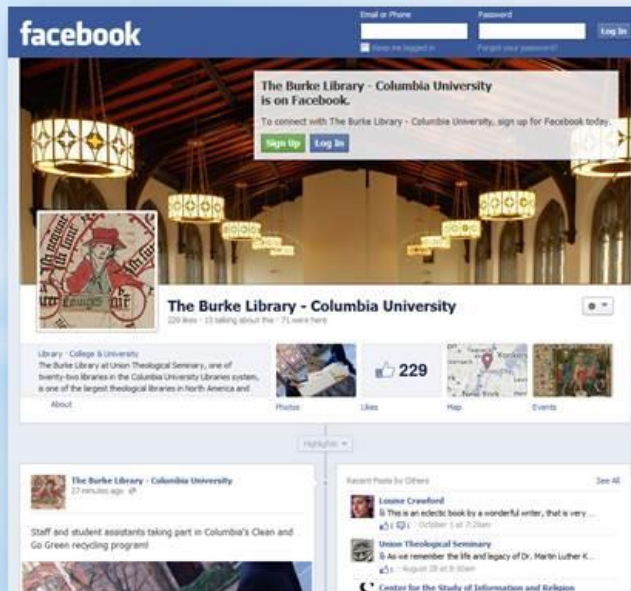 facebook
Email or Phone
Password
Keep me logged in
Forgot your password?
Log In
The Burke Library - Columbia University
is on Facebook.
To connect with The Burke Library - Columbia University, sign up for Facebook today.
Sign Up
Log In
The Burke Library - Columbia University
229 likes · 13 talking about this · 71 were here
Library · College & University
The Burke Library at Union Theological Seminary, one of
twenty-two libraries in the Columbia University Libraries system,
is one of the largest theological libraries in North America and
About
Photos
229
Likes
Yonkers
New York
Map
Events
Highlights
The Burke Library - Columbia University
27 minutes ago
Staff and student assistants taking part in Columbia's Clean and
Go Green recycling program!
Recent Posts by Others
See All
Louise Crawford
This is an eclectic book by a wonderful writer, that is very ...
1 1 · October 1 at 7:26am
Union Theological Seminary
As we remember the life and legacy of Dr. Martin Luther K...
1 · August 28 at 8:30am
Center for the Study of Information and Religion